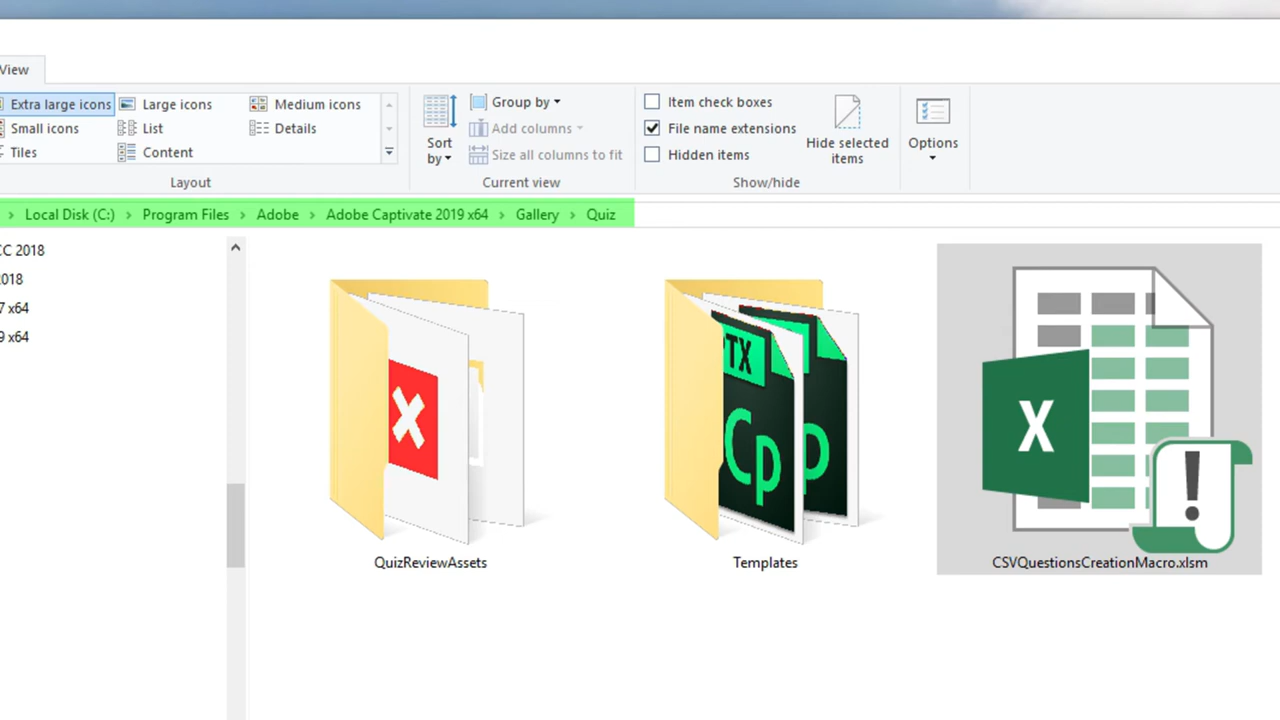 View
Extra large icons Large icons Medium icons
Small icons List Details
Tiles Content
Layout
Sort by
Group by
Add columns
Size all columns to fit
Current view
Item check boxes
File name extensions
Hidden items
Hide selected items
Show/hide
Options
Local Disk (C:) > Program Files > Adobe > Adobe Captivate 2019 x64 > Gallery > Quiz
CC 2018
2018
7 x64
9 x64
PTX
Cp
p
X
QuizReviewAssets
Templates
CSVQuestionsCreationMacro.xlsm